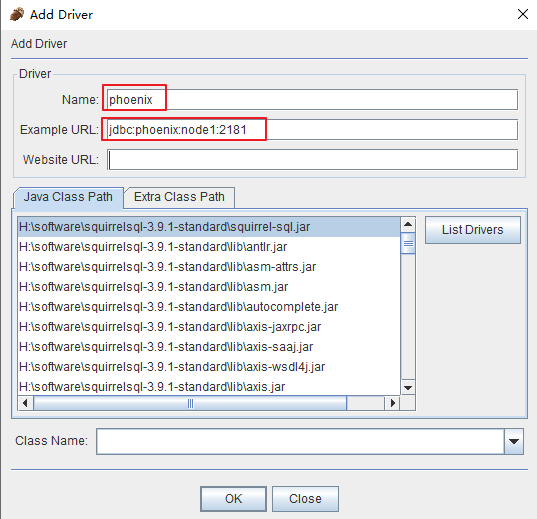 Add Driver
Add Driver
Driver
Name: phoenix
Example URL: jdbc:phoenix:node1:2181
Website URL:
Java Class Path Extra Class Path
H:\software\squirrelsql-3.9.1-standard\squirrel-sql.jar
List Drivers
H:\software\squirrelsql-3.9.1-standard\lib\antlr.jar
H:\software\squirrelsql-3.9.1-standard\lib\asm-attrs.jar
H:\software\squirrelsql-3.9.1-standard\lib\asm.jar
H:\software\squirrelsql-3.9.1-standard\lib\autocomplete.jar
H:\software\squirrelsql-3.9.1-standard\lib\axis-jaxrpc.jar
H:\software\squirrelsql-3.9.1-standard\lib\axis-saaj.jar
H:\software\squirrelsql-3.9.1-standard\lib\axis-wsdl4j.jar
H:\software\squirrelsql-3.9.1-standard\lib\axis.jar
Class Name:
OK Close